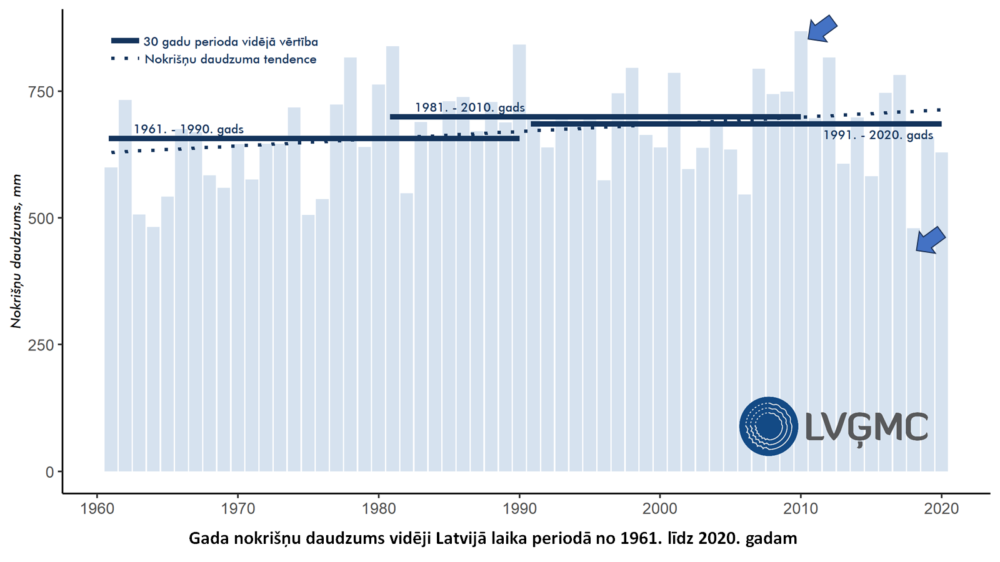 30 gadu perioda vidējā vērtība
Nokrišņu daudzuma tendence
750
1981. - 2010. gads
1961. - 1990. gads
1991. - 2020. gads
Nokrišņu daudzums, mm
500
250
LVĢMC
0
1960 1970 1980 1990 2000 2010 2020
Gada nokrišņu daudzums vidēji Latvijā laika periodā no 1961. līdz 2020. gadam